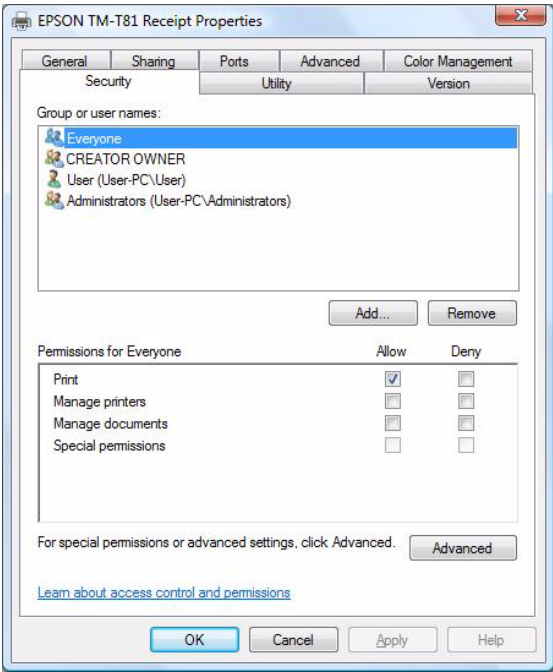 EPSON TM-T81 Receipt Properties
General Sharing Ports Advanced Color Management
Security Utility Version
Group or user names:
Everyone
CREATOR OWNER
User (User-PC\User)
Administrators (User-PC\Administrators)
Add... Remove
Permissions for Everyone Allow Deny
Print
Manage printers
Manage documents
Special permissions
For special permissions or advanced settings, click Advanced. Advanced
Learn about access control and permissions
OK Cancel Apply Help